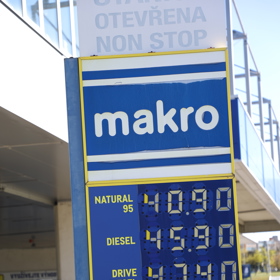 OTEVŘENA
NON STOP
makro
NATURAL 95 40.90
DIESEL 45.90
DRIVE